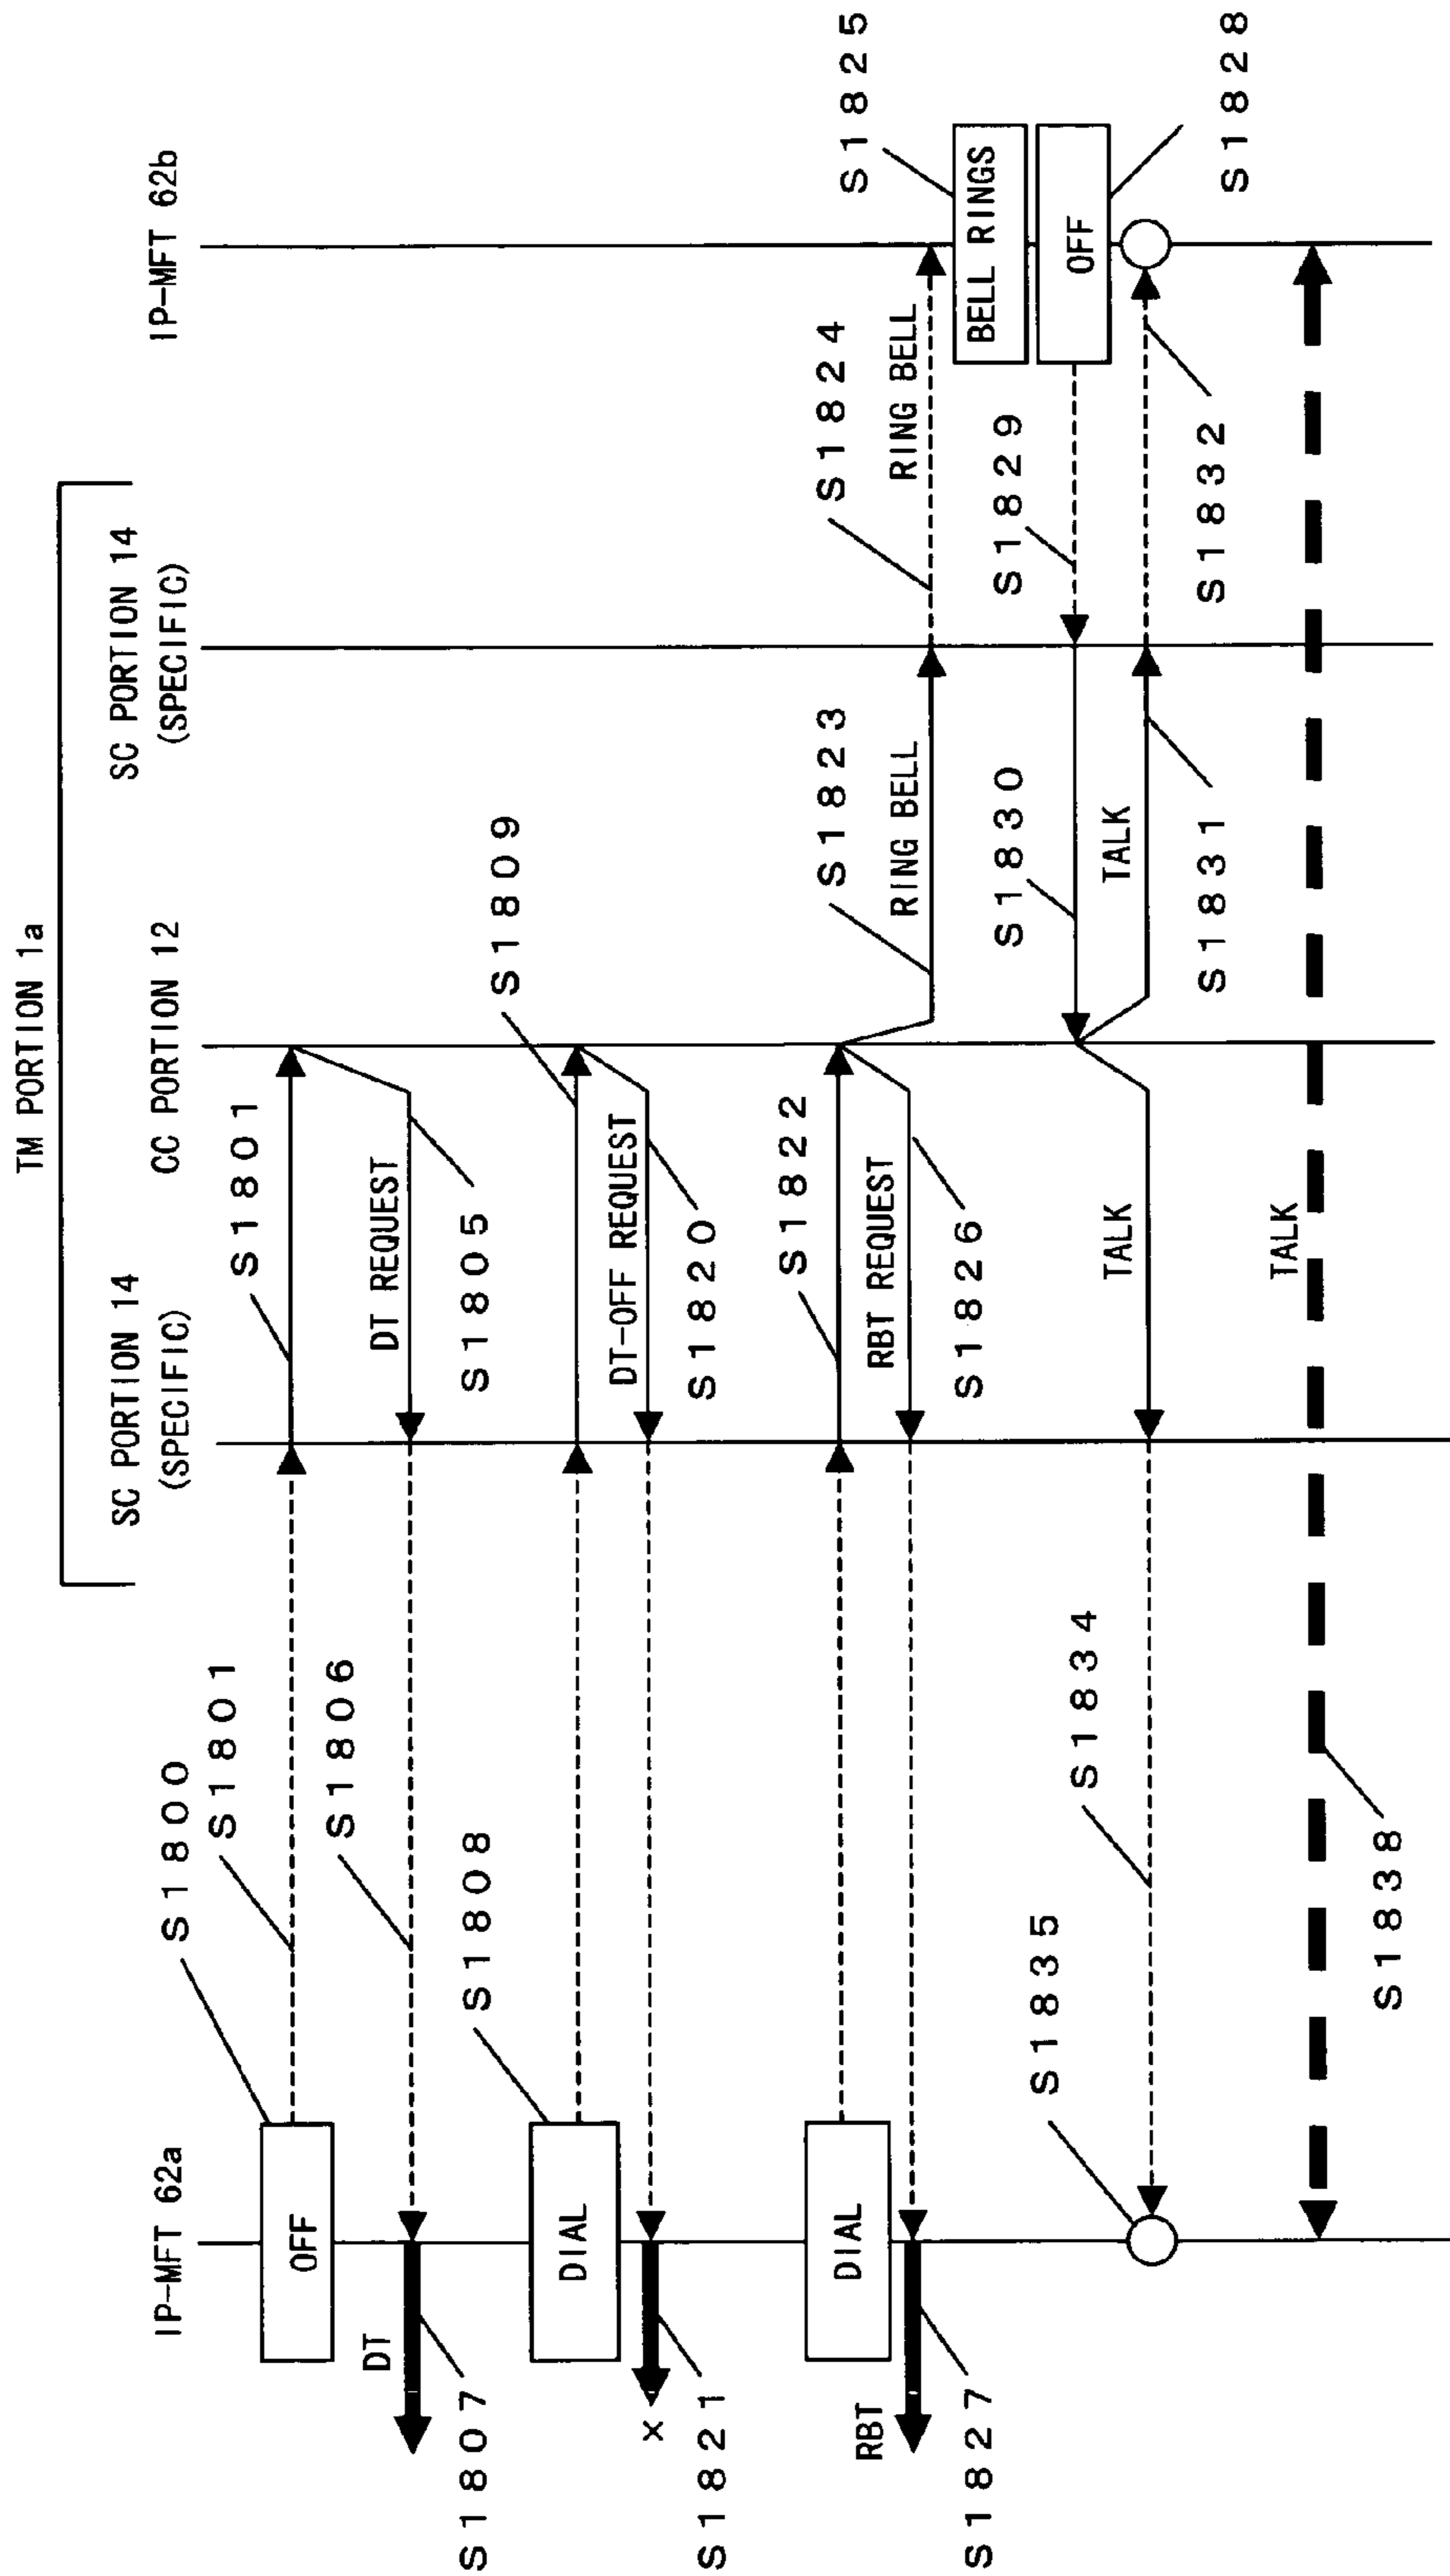 TM PORTION 1a
IP-MFT 62a
SC PORTION 14
(SPECIFIC)
CC PORTION 12
SC PORTION 14
(SPECIFIC)
IP-MFT 62b
S1800
OFF
S1801
S1801
DT REQUEST
S1805
S1806
DT
S1807
S1808
DIAL
S1809
DT-OFF REQUEST
S1820
×
S1821
DIAL
S1822
RBT REQUEST
S1826
RBT
S1827
S1823
RING BELL
S1824
RING BELL
S1825
BELL RINGS
OFF
S1828
S1829
S1830
TALK
S1831
S1832
TALK
S1834
S1835
TALK
S1838